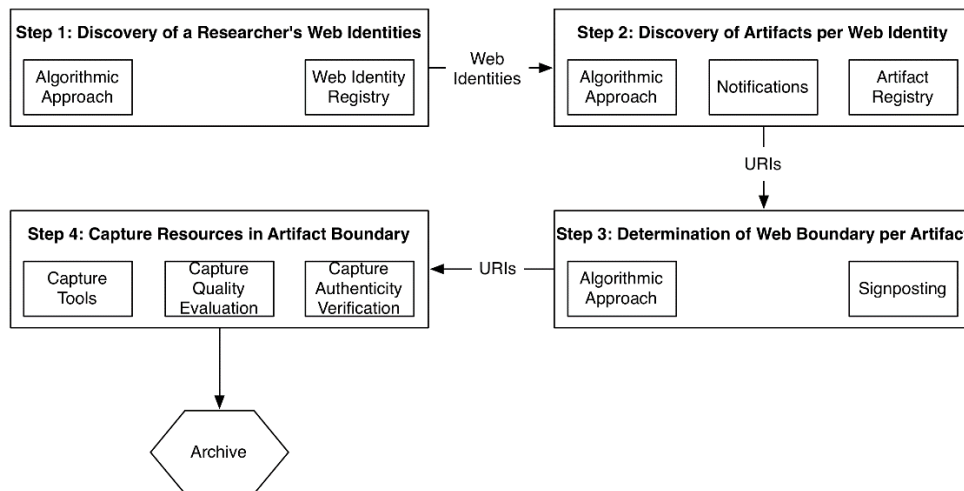 Step 1: Discovery of a Researcher's Web Identities
Algorithmic
Approach
Web Identity
Registry
Web
Identities
Step 2: Discovery of Artifacts per Web Identity
Algorithmic
Approach
Notifications
Artifact
Registry
URIs
Step 3: Determination of Web Boundary per Artifact
Algorithmic
Approach
Signposting
URIs
Step 4: Capture Resources in Artifact Boundary
Capture
Tools
Capture
Quality
Evaluation
Capture
Authenticity
Verification
Archive